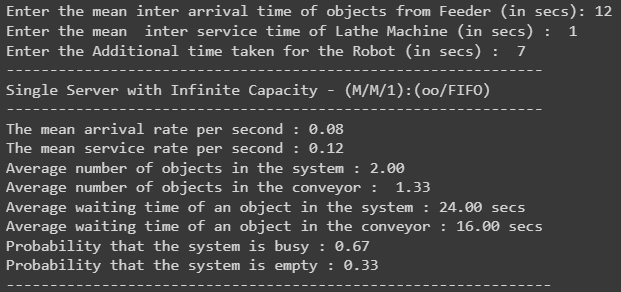 Enter the mean inter arrival time of objects from Feeder (in secs): 12
Enter the mean  inter service time of Lathe Machine (in secs) :  1
Enter the Additional time taken for the Robot (in secs) :  7
---------------------------------------------------------------
Single Server with Infinite Capacity - (M/M/1):(oo/FIFO)
---------------------------------------------------------------
The mean arrival rate per second : 0.08
The mean service rate per second : 0.12
Average number of objects in the system : 2.00
Average number of objects in the conveyor :  1.33
Average waiting time of an object in the system : 24.00 secs
Average waiting time of an object in the conveyor : 16.00 secs
Probability that the system is busy : 0.67
Probability that the system is empty : 0.33
----------------------------------------------------------------